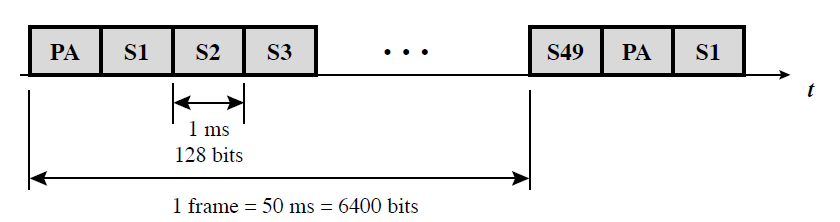 PA S1 S2 S3 • • • S49 PA S1
t
1 ms
128 bits
1 frame = 50 ms = 6400 bits